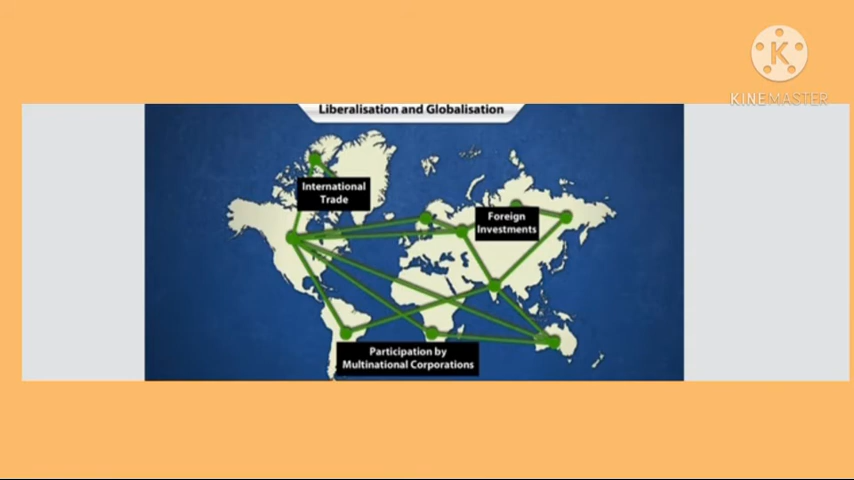 K
KINEMASTER
Liberalisation and Globalisation
International
Trade
Foreign
Investments
Participation by
Multinational Corporations